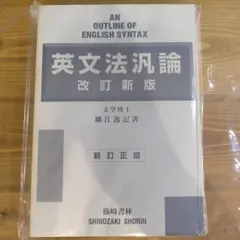 AN
OUTLINE OF
ENGLISH SYNTAX
英文法汎論
改訂新版
文学博士
細江逸記著
新訂正版
篠崎書林
SHINOZAKI SHORIN